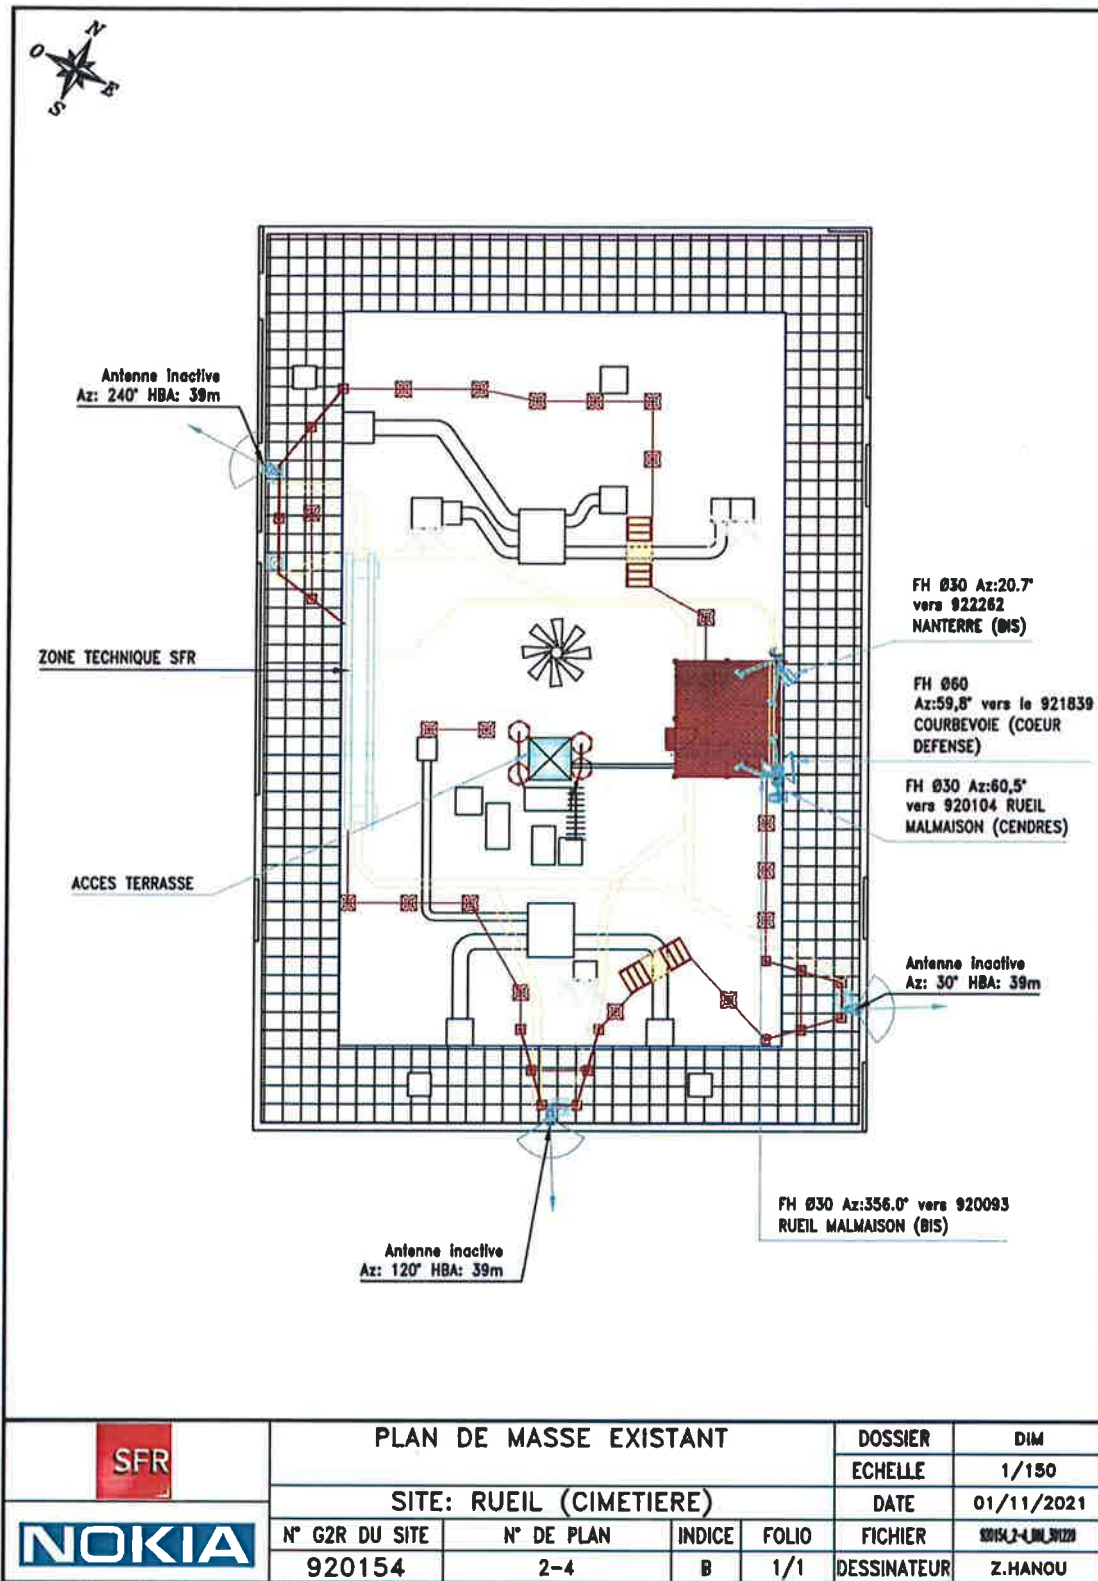 N
O
E
S
Antenne inactive
Az: 240° HBA: 39m
FH Ø30 Az:20.7°
vers 922262
NANTERRE (BIS)
ZONE TECHNIQUE SFR
FH Ø60
Az:59,8° vers le 921839
COURBEVOIE (COEUR
DEFENSE)
FH Ø30 Az:60,5°
vers 920104 RUEIL
MALMAISON (CENDRES)
ACCES TERRASSE
Antenne inactive
Az: 30° HBA: 39m
FH Ø30 Az:356.0° vers 920093
RUEIL MALMAISON (BIS)
Antenne inactive
Az: 120° HBA: 39m
SFR
NOKIA
PLAN DE MASSE EXISTANT
SITE: RUEIL (CIMETIERE)
N° G2R DU SITE
N° DE PLAN
INDICE
FOLIO
920154
2-4
B
1/1
DOSSIER
DIM
ECHELLE
1/150
DATE
01/11/2021
FICHIER
DESSINATEUR
Z.HANOU